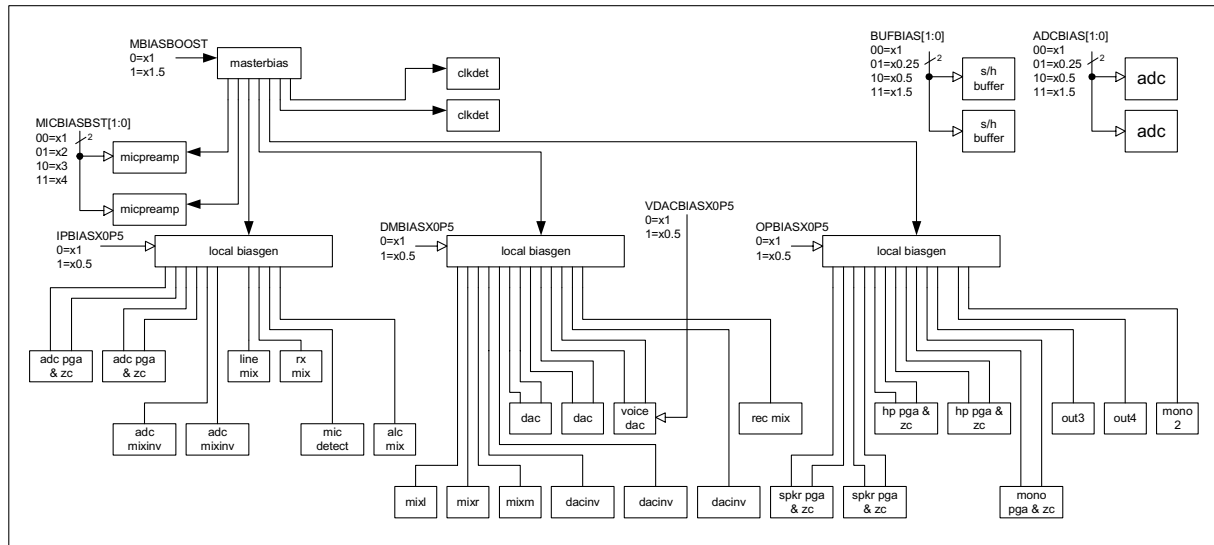 MBIASBOOST
0=x1
1=x1.5
masterbias
clkdet
clkdet
BUFBIAS[1:0]
00=x1
01=x0.25
10=x0.5
11=x1.5
2
s/h
buffer
s/h
buffer
ADCBIAS[1:0]
00=x1
01=x0.25
10=x0.5
11=x1.5
2
adc
adc
MICBIASBST[1:0]
00=x1
01=x2
10=x3
11=x4
2
micpreamp
micpreamp
IPBIASX0P5
0=x1
1=x0.5
local biasgen
DMBIASX0P5
0=x1
1=x0.5
local biasgen
VDACBIASX0P5
0=x1
1=x0.5
OPBIASX0P5
0=x1
1=x0.5
local biasgen
adc pga
& zc
adc pga
& zc
line
mix
rx
mix
adc
mixinv
adc
mixinv
mic
detect
alc
mix
dac
dac
voice
dac
rec mix
mixl
mixr
mixm
dacinv
dacinv
dacinv
hp pga &
zc
hp pga &
zc
out3
out4
mono
2
spkr pga
& zc
spkr pga
& zc
mono
pga & zc